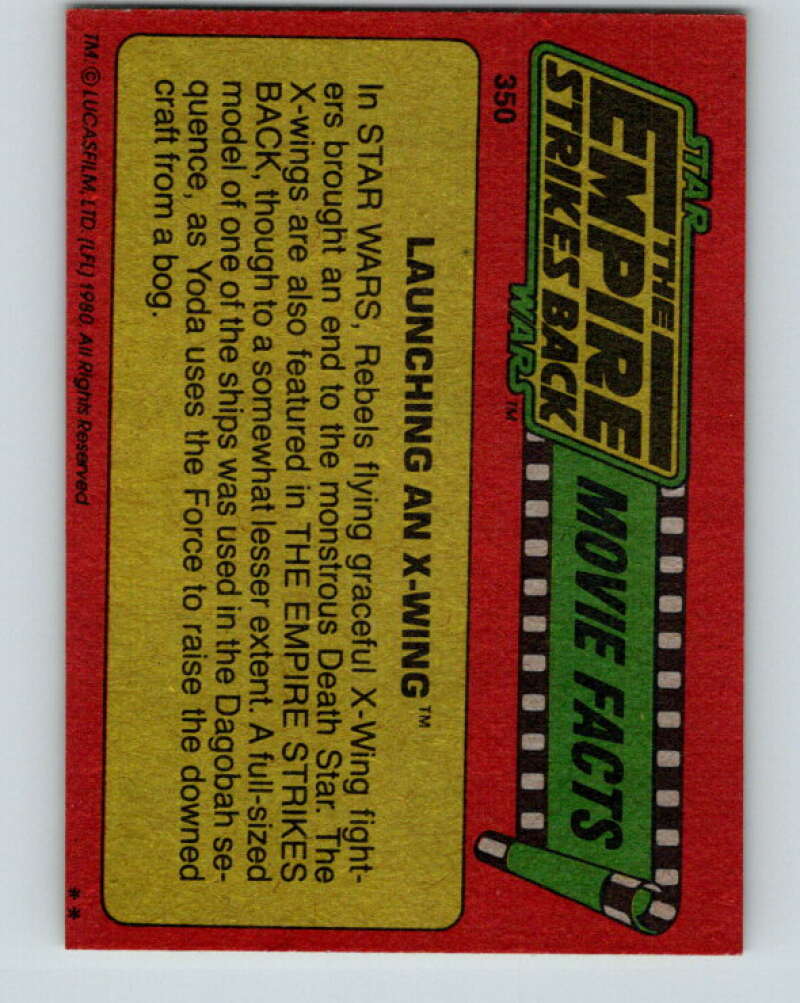 STAR
THE
EMPIRE
STRIKES BACK
WARS™
MOVIE FACTS
350
LAUNCHING AN X-WING™
In STAR WARS, Rebels flying graceful X-Wing fight-
ers brought an end to the monstrous Death Star. The
X-wings are also featured in THE EMPIRE STRIKES
BACK, though to a somewhat lesser extent. A full-sized
model of one of the ships was used in the Dagobah se-
quence, as Yoda uses the Force to raise the downed
craft from a bog.
TM: © LUCASFILM, LTD. (LFL) 1980. All Rights Reserved
**